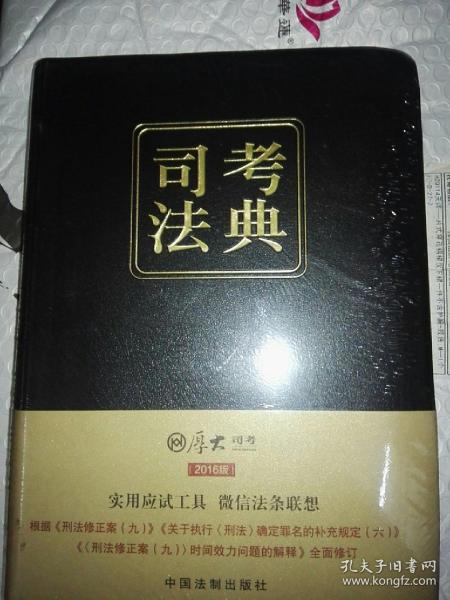 華通®
司考
法典
厚大司考
(2016版)
实用应试工具 微信法条联想
根据《刑法修正案(九)》《关于执行〈刑法〉确定罪名的补充规定(六)》
《〈刑法修正案(九)〉时间效力问题的解释》全面修订
中国法制出版社
孔夫子旧书网
www.kongfz.com